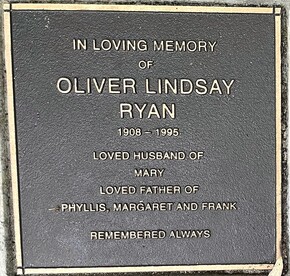 IN LOVING MEMORY
OF
OLIVER LINDSAY
RYAN
1908 – 1995
LOVED HUSBAND OF
MARY
LOVED FATHER OF
PHYLLIS, MARGARET AND FRANK
REMEMBERED ALWAYS